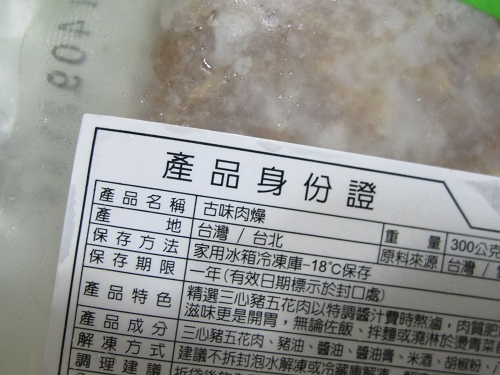 1409
產品身份證
產品名稱 古味肉燥 重量 300公克
產地 台灣 / 台北 原料來源 台灣 /
保存方法 家用冰箱冷凍庫-18℃保存
保存期限 一年(有效日期標示於封口處)
產品特色 精選三心豬五花肉以特調醬汁費時熬滷,肉質肥
滋味更是開胃,無論佐飯、拌麵或澆淋於燙青菜
產品成分 三心豬五花肉、豬油、醬油、醬油膏、米酒、胡椒粉、
解凍方式 建議不拆封泡水解凍或冷藏解凍
調理建議